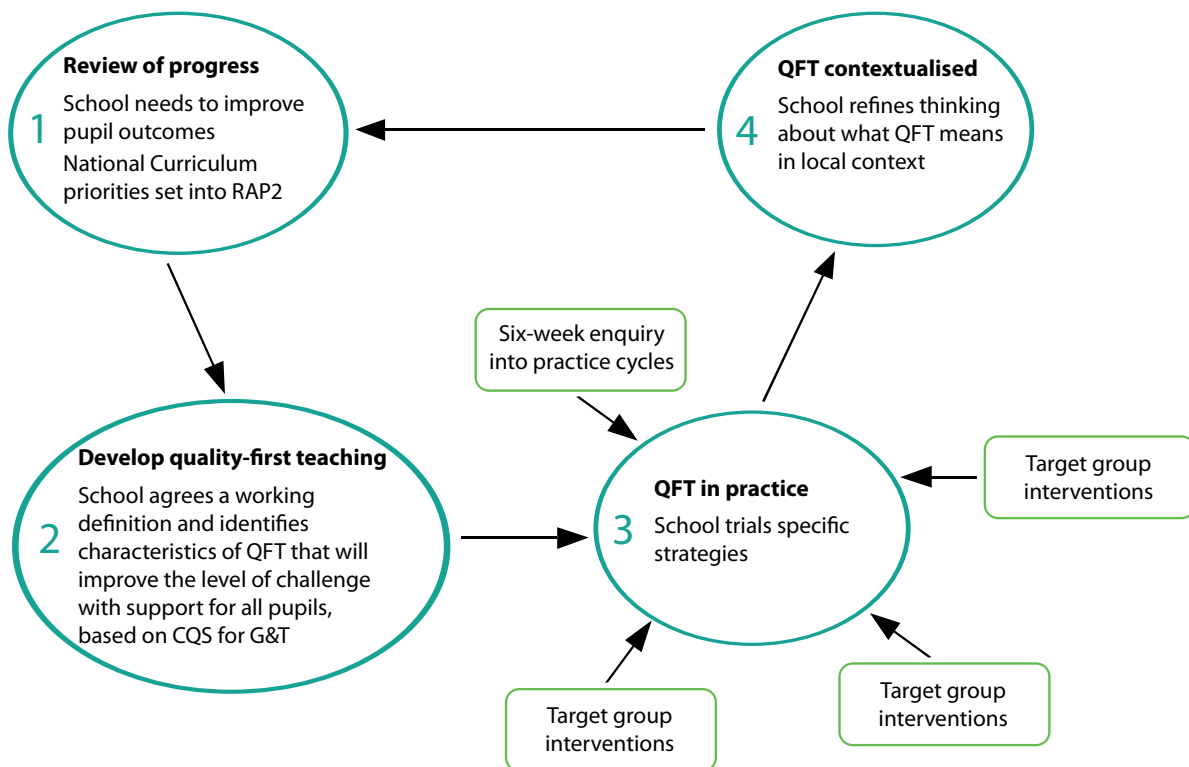 Review of progress
1
School needs to improve
pupil outcomes
National Curriculum
priorities set into RAP2
Develop quality-first teaching
2
School agrees a working
definition and identifies
characteristics of QFT that will
improve the level of challenge
with support for all pupils,
based on CQS for G&T
QFT in practice
3
School trials specific
strategies
Six-week enquiry
into practice cycles
Target group
interventions
Target group
interventions
Target group
interventions
QFT contextualised
4
School refines thinking
about what QFT means
in local context